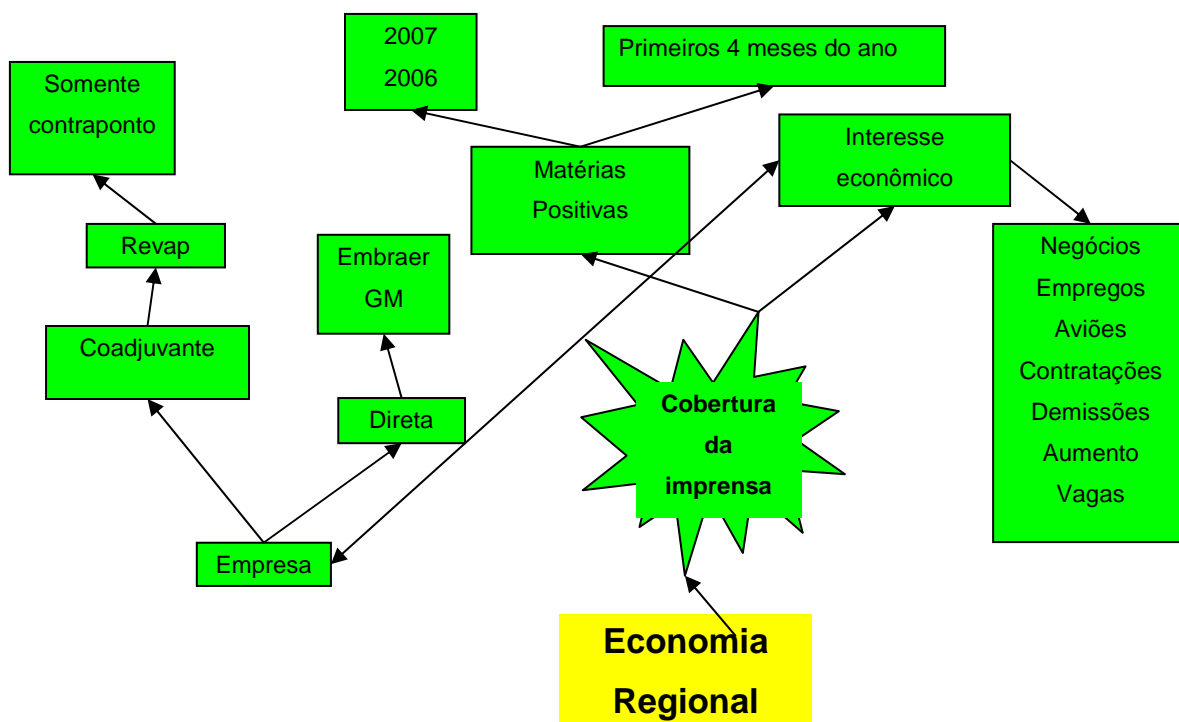 2007
2006
Primeiros 4 meses do ano
Somente
contraponto
Interesse
econômico
Matérias
Positivas
Revap
Embraer
GM
Negócios
Empregos
Aviões
Contratações
Demissões
Aumento
Vagas
Coadjuvante
Direta
Cobertura
da
imprensa
Empresa
Economia
Regional